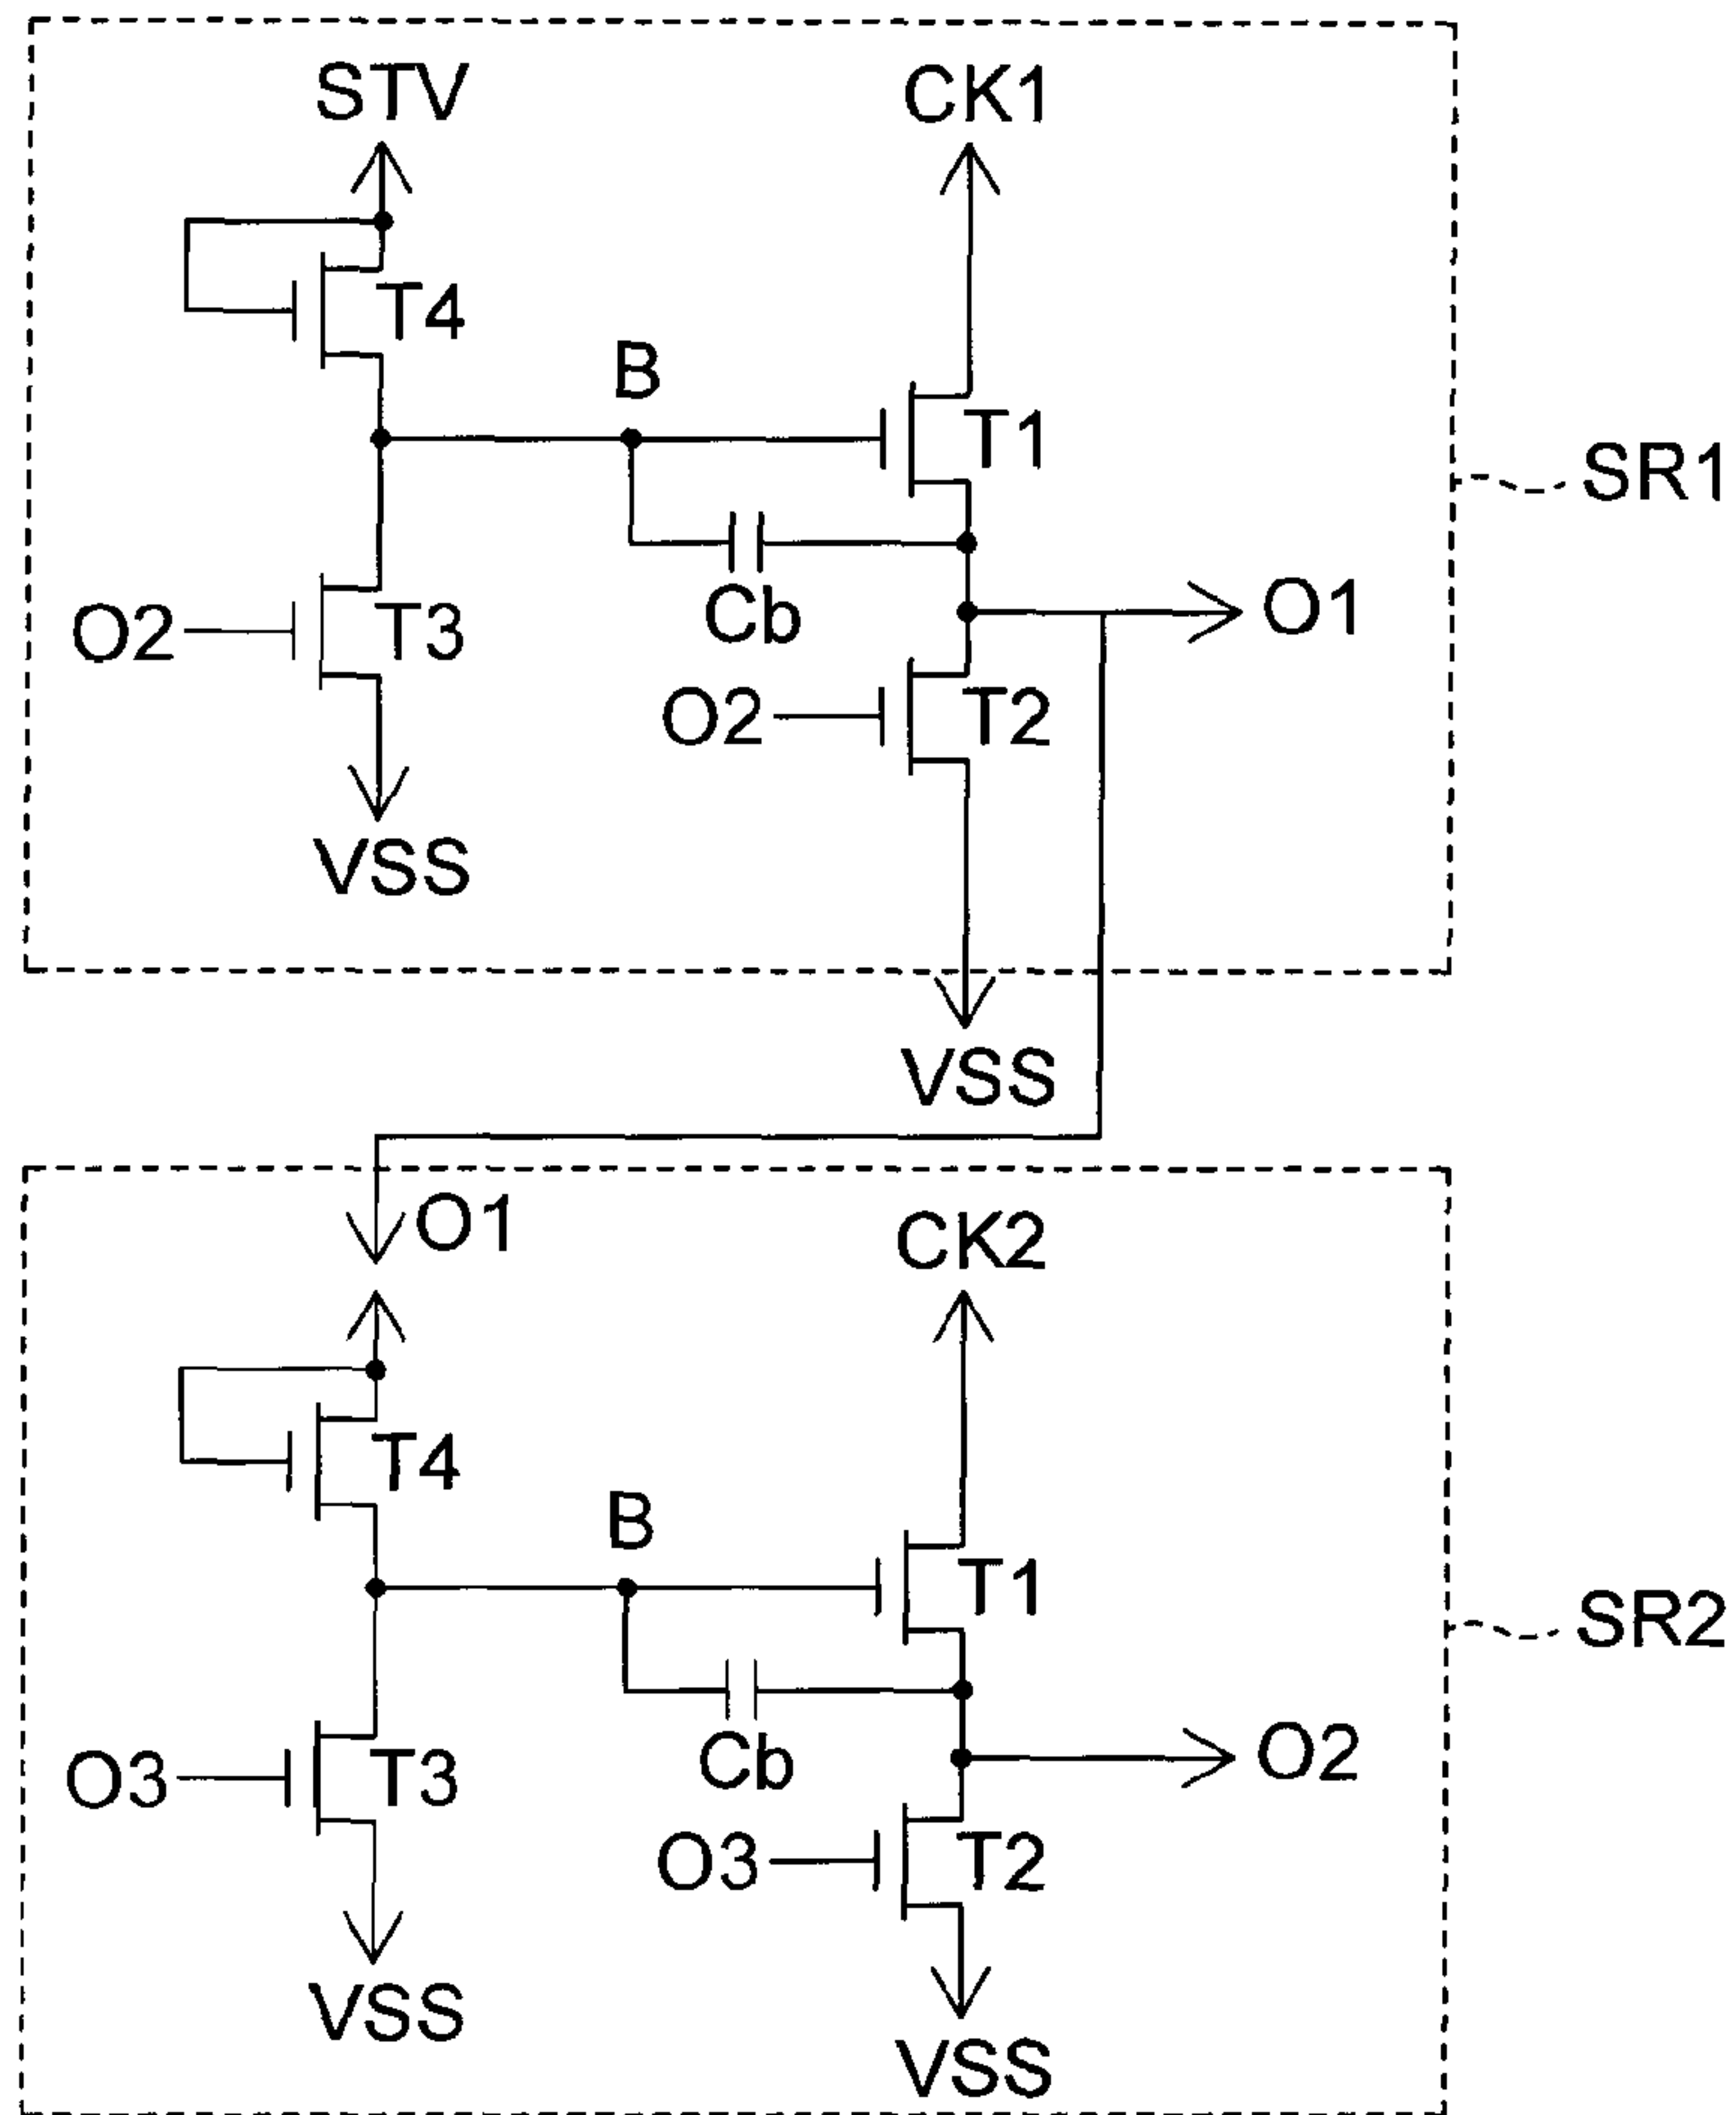 STV
CK1
T4
B
T1
SR1
Cb
O1
O2
T3
O2
T2
VSS
VSS
O1
CK2
T4
B
T1
SR2
Cb
O2
O3
T3
O3
T2
VSS
VSS